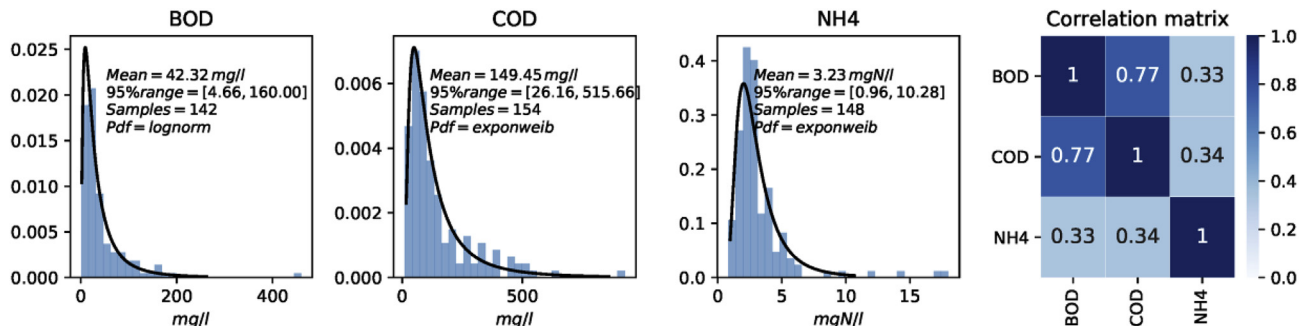 BOD
0.025
0.020
0.015
0.010
0.005
0.000
Mean = 42.32 mg/l
95%range = [4.66, 160.00]
Samples = 142
Pdf = lognorm
0 200 400
mg/l
COD
0.006
0.004
0.002
0.000
Mean = 149.45 mg/l
95%range = [26.16, 515.66]
Samples = 154
Pdf = exponweib
0 500
mg/l
NH4
0.4
0.3
0.2
0.1
0.0
Mean = 3.23 mgN/l
95%range = [0.96, 10.28]
Samples = 148
Pdf = exponweib
0 5 10 15
mgN/l
Correlation matrix
BOD 1 0.77 0.33
COD 0.77 1 0.34
NH4 0.33 0.34 1
BOD COD NH4
1.0
0.8
0.6
0.4
0.2
0.0